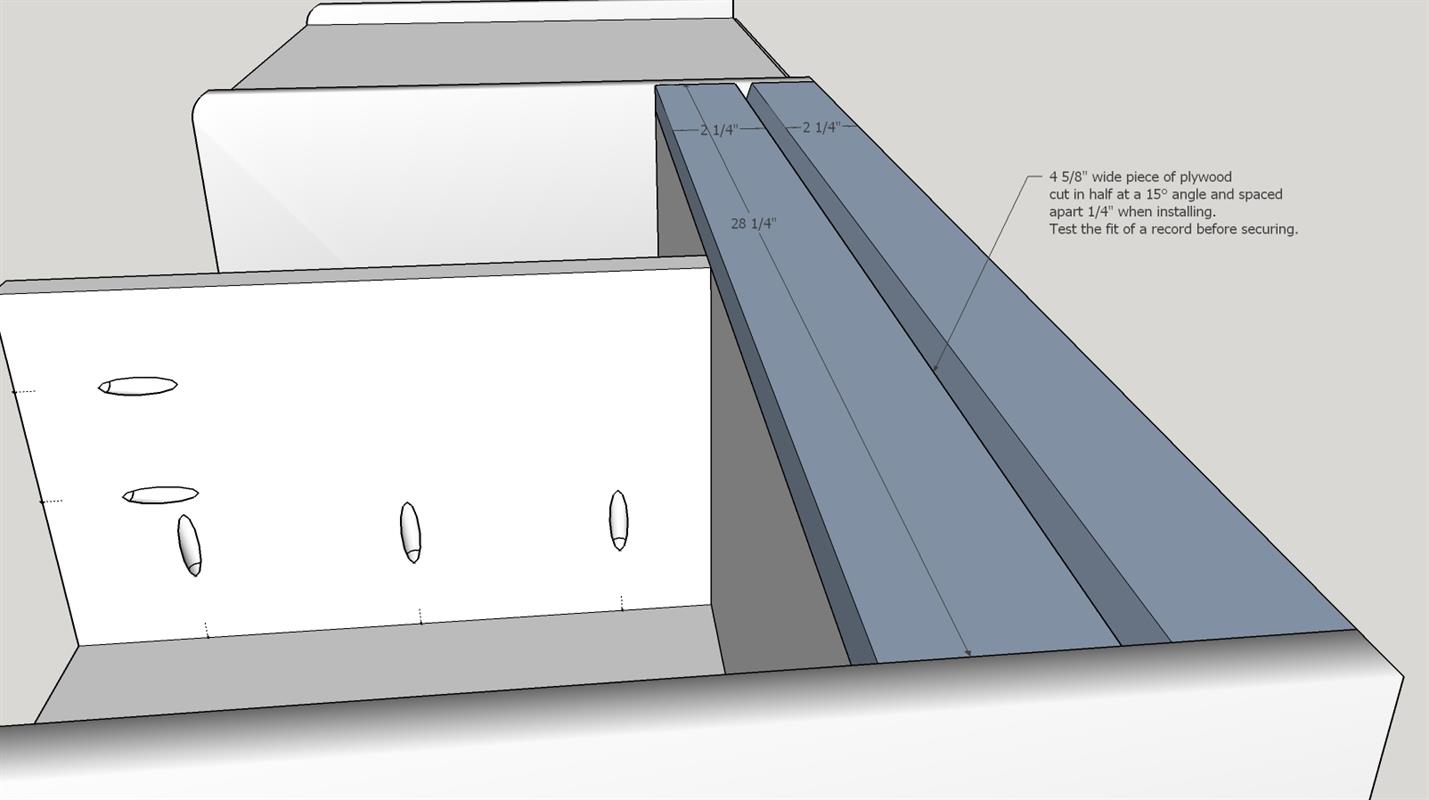 2 1/4"
2 1/4"
4 5/8" wide piece of plywood
cut in half at a 15° angle and spaced
apart 1/4" when installing.
Test the fit of a record before securing.
28 1/4"